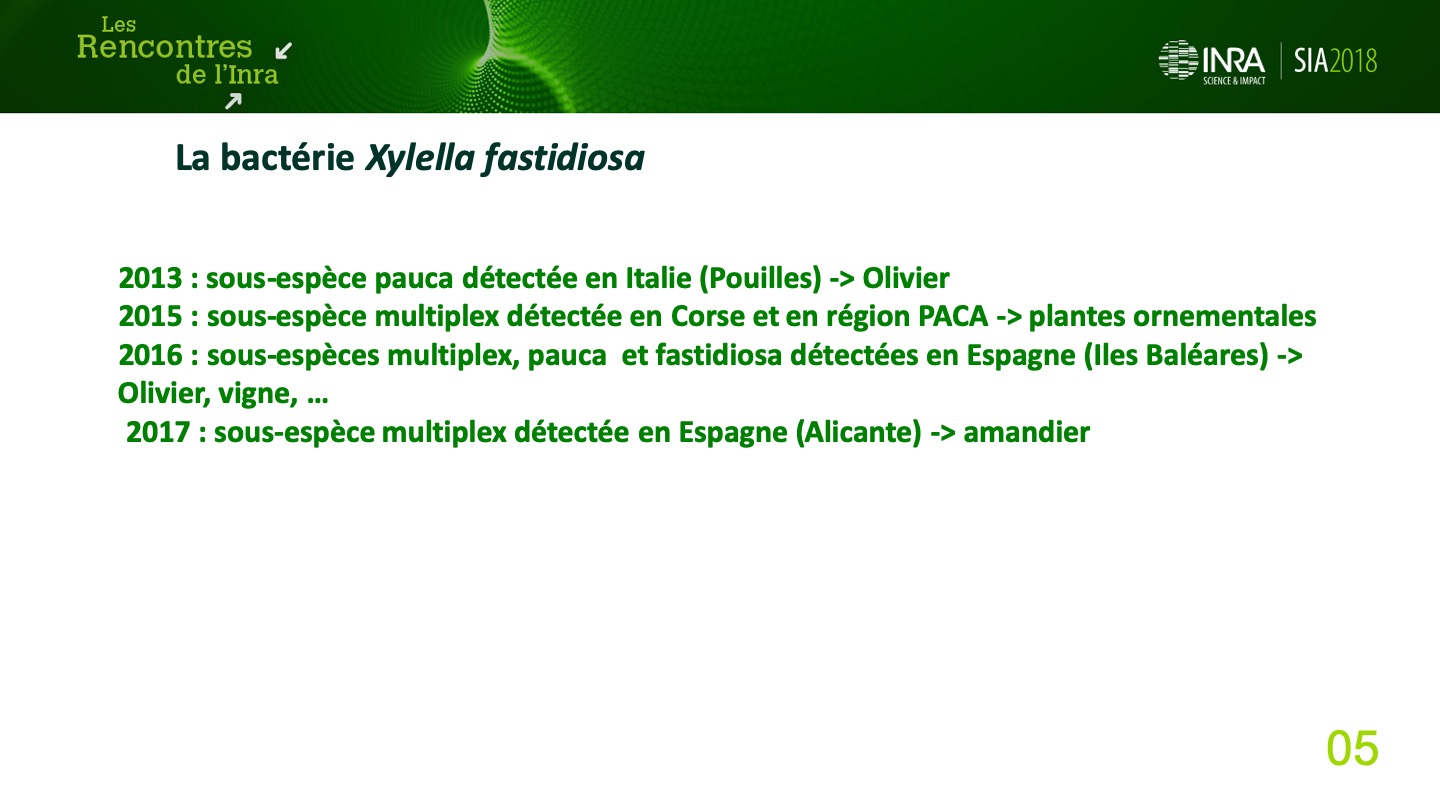 Les
Rencontres
de l'Inra
INRA
SCIENCE & IMPACT
SIA2018
La bactérie Xylella fastidiosa
2013 : sous-espèce pauca détectée en Italie (Pouilles) -> Olivier
2015 : sous-espèce multiplex détectée en Corse et en région PACA -> plantes ornementales
2016 : sous-espèces multiplex, pauca  et fastidiosa détectées en Espagne (Iles Baléares) ->
Olivier, vigne, …
2017 : sous-espèce multiplex détectée en Espagne (Alicante) -> amandier
05